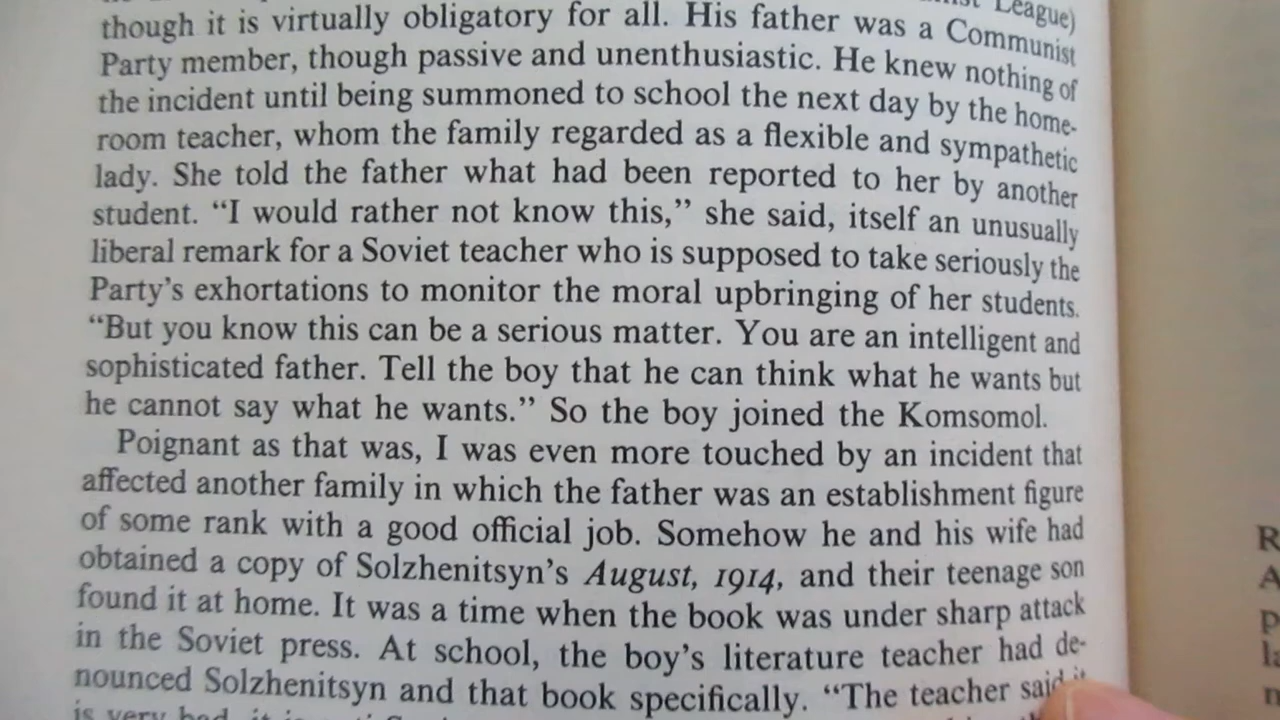 League)
though it is virtually obligatory for all. His father was a Communist
Party member, though passive and unenthusiastic. He knew nothing of
the incident until being summoned to school the next day by the home-
room teacher, whom the family regarded as a flexible and sympathetic
lady. She told the father what had been reported to her by another
student. “I would rather not know this,” she said, itself an unusually
liberal remark for a Soviet teacher who is supposed to take seriously the
Party’s exhortations to monitor the moral upbringing of her students.
“But you know this can be a serious matter. You are an intelligent and
sophisticated father. Tell the boy that he can think what he wants but
he cannot say what he wants.” So the boy joined the Komsomol.
Poignant as that was, I was even more touched by an incident that
affected another family in which the father was an establishment figure
of some rank with a good official job. Somehow he and his wife had
obtained a copy of Solzhenitsyn’s August, 1914, and their teenage son
found it at home. It was a time when the book was under sharp attack
in the Soviet press. At school, the boy’s literature teacher had de-
nounced Solzhenitsyn and that book specifically. “The teacher said it
is very bad, it is